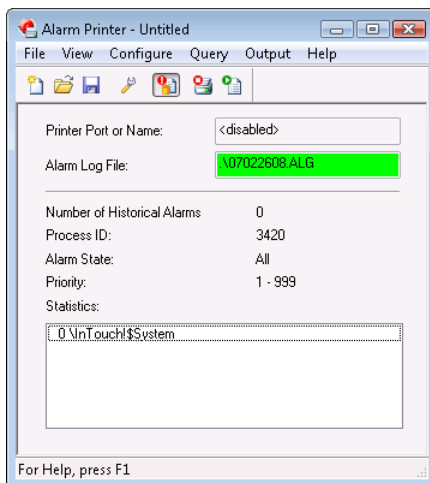 Alarm Printer - Untitled
File View Configure Query Output Help
Printer Port or Name: <disabled>
Alarm Log File: .\07022608.ALG
Number of Historical Alarms 0
Process ID: 3420
Alarm State: All
Priority: 1 - 999
Statistics:
0 \InTouch!$System
For Help, press F1